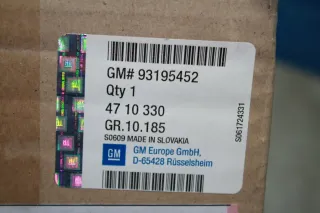 GM# 93195452
Qty 1
47 10 330
GR.10.185
S0609 MADE IN SLOVAKIA
GM
GM Europe GmbH,
D-65428 Rüsselsheim
S061724331